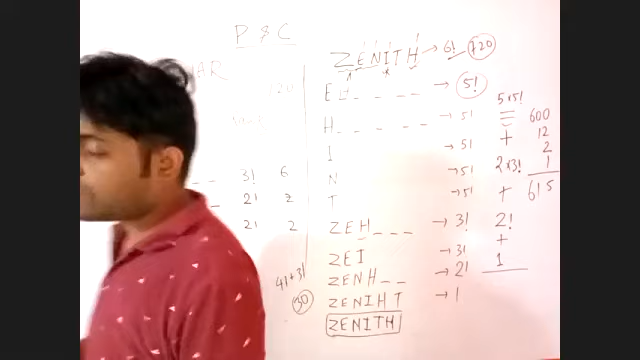 P & C
ZENITH → 6! 720
E H _ _ _ _ → 5!
H _ _ _ _ _ → 5!
I → 5!
N → 5!
T → 5!
ZEH _ _ _ → 3!
ZEI → 3!
ZENH _ _ → 2!
ZENIHT → 1
ZENITH
5×5!
+
2×3!
+
2!
+
1
600
12
2
1
615
_ _ 3! 6
_ 2! 2
2! 2
4!+3!
30